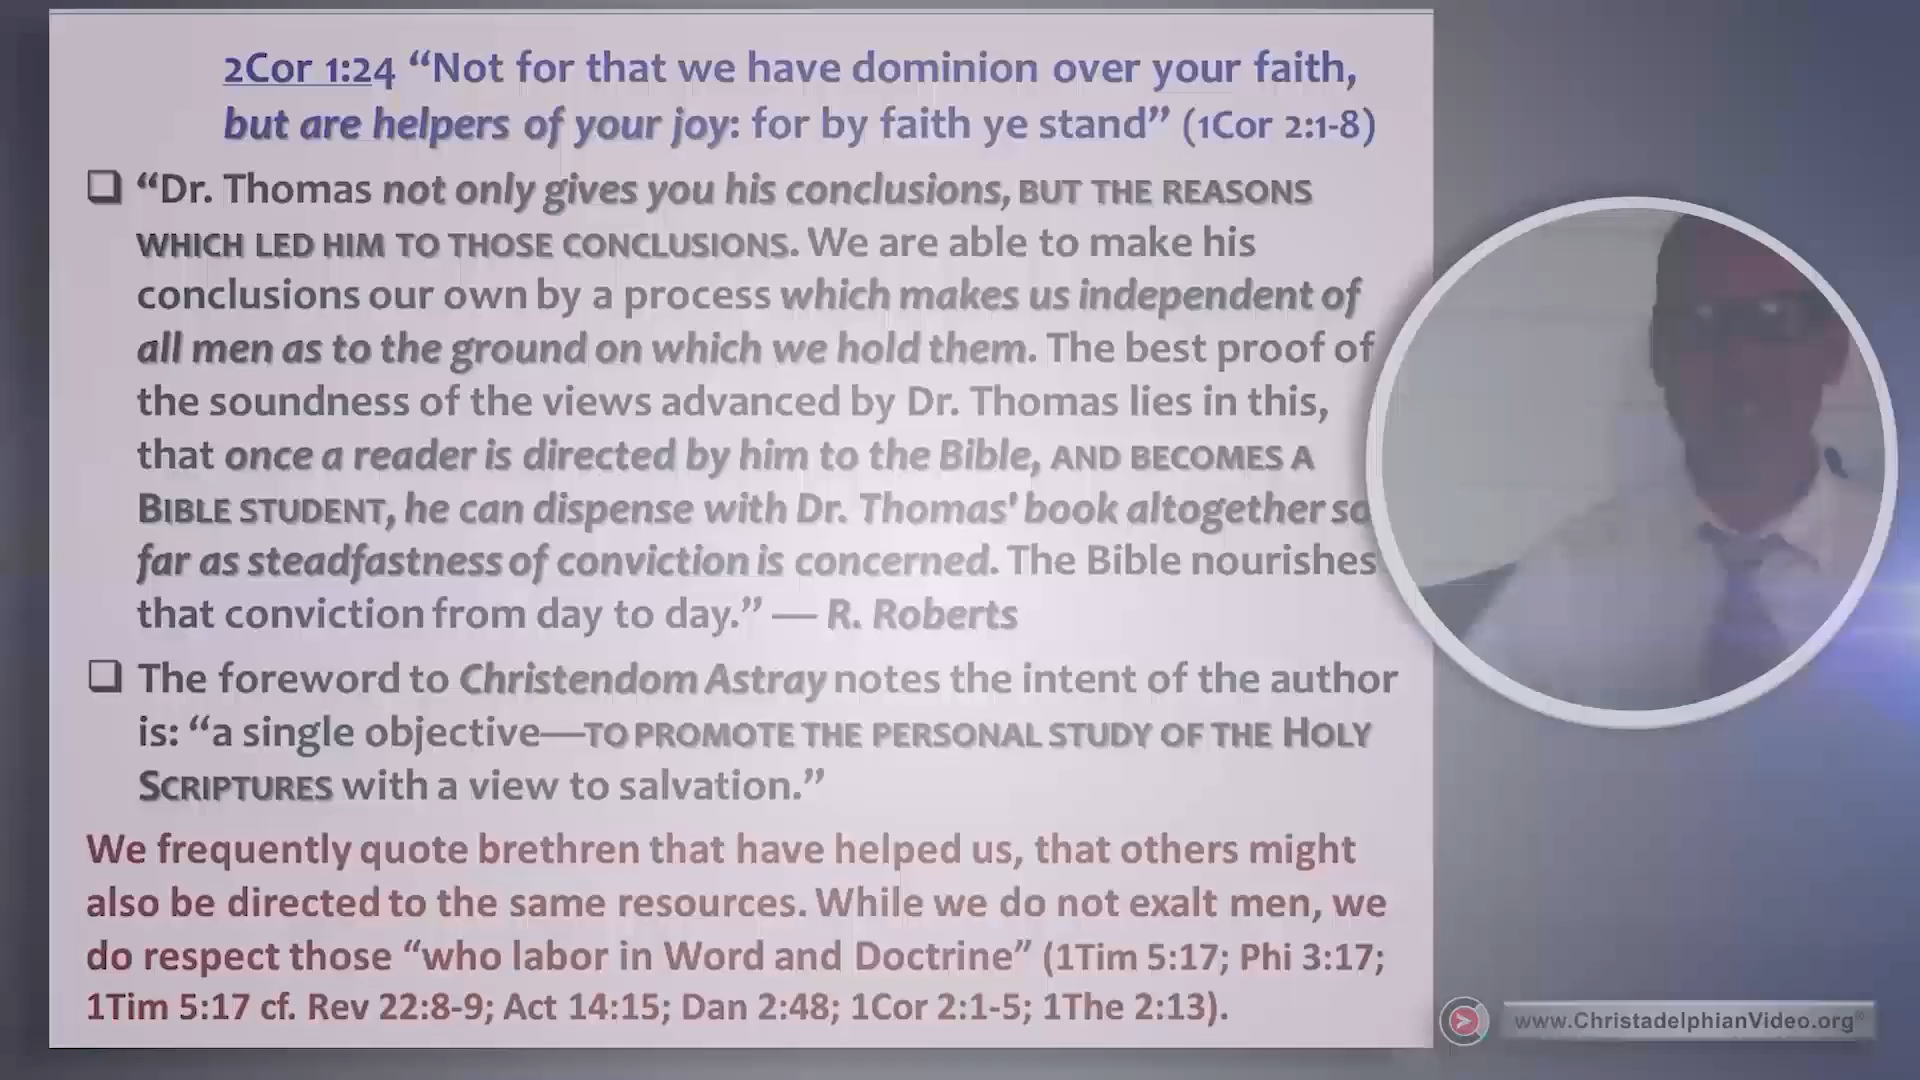 2Cor 1:24 “Not for that we have dominion over your faith,
but are helpers of your joy: for by faith ye stand” (1Cor 2:1-8)
❑ “Dr. Thomas not only gives you his conclusions, BUT THE REASONS
WHICH LED HIM TO THOSE CONCLUSIONS. We are able to make his
conclusions our own by a process which makes us independent of
all men as to the ground on which we hold them. The best proof of
the soundness of the views advanced by Dr. Thomas lies in this,
that once a reader is directed by him to the Bible, AND BECOMES A
BIBLE STUDENT, he can dispense with Dr. Thomas' book altogether so
far as steadfastness of conviction is concerned. The Bible nourishes
that conviction from day to day.” — R. Roberts
❑ The foreword to Christendom Astray notes the intent of the author
is: “a single objective—TO PROMOTE THE PERSONAL STUDY OF THE HOLY
SCRIPTURES with a view to salvation.”
We frequently quote brethren that have helped us, that others might
also be directed to the same resources. While we do not exalt men, we
do respect those “who labor in Word and Doctrine” (1Tim 5:17; Phi 3:17;
1Tim 5:17 cf. Rev 22:8-9; Act 14:15; Dan 2:48; 1Cor 2:1-5; 1The 2:13).
www.ChristadelphianVideo.org®